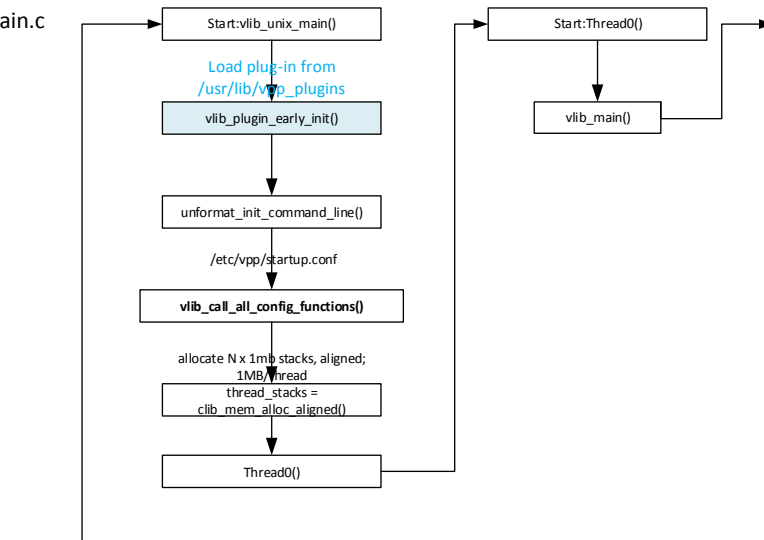 ain.c
Start:vlib_unix_main()
Load plug-in from
/usr/lib/vpp_plugins
vlib_plugin_early_init()
unformat_init_command_line()
/etc/vpp/startup.conf
vlib_call_all_config_functions()
allocate N x 1mb stacks, aligned;
1MB/thread
thread_stacks =
clib_mem_alloc_aligned()
Thread0()
Start:Thread0()
vlib_main()